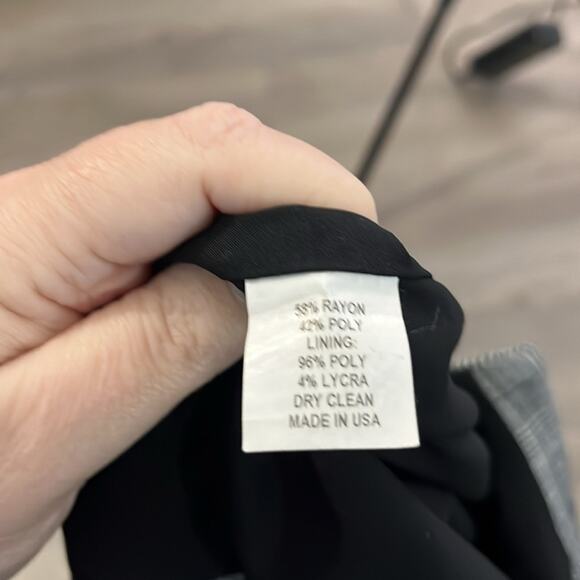 58% RAYON
42% POLY
LINING:
96% POLY
4% LYCRA
DRY CLEAN
MADE IN USA